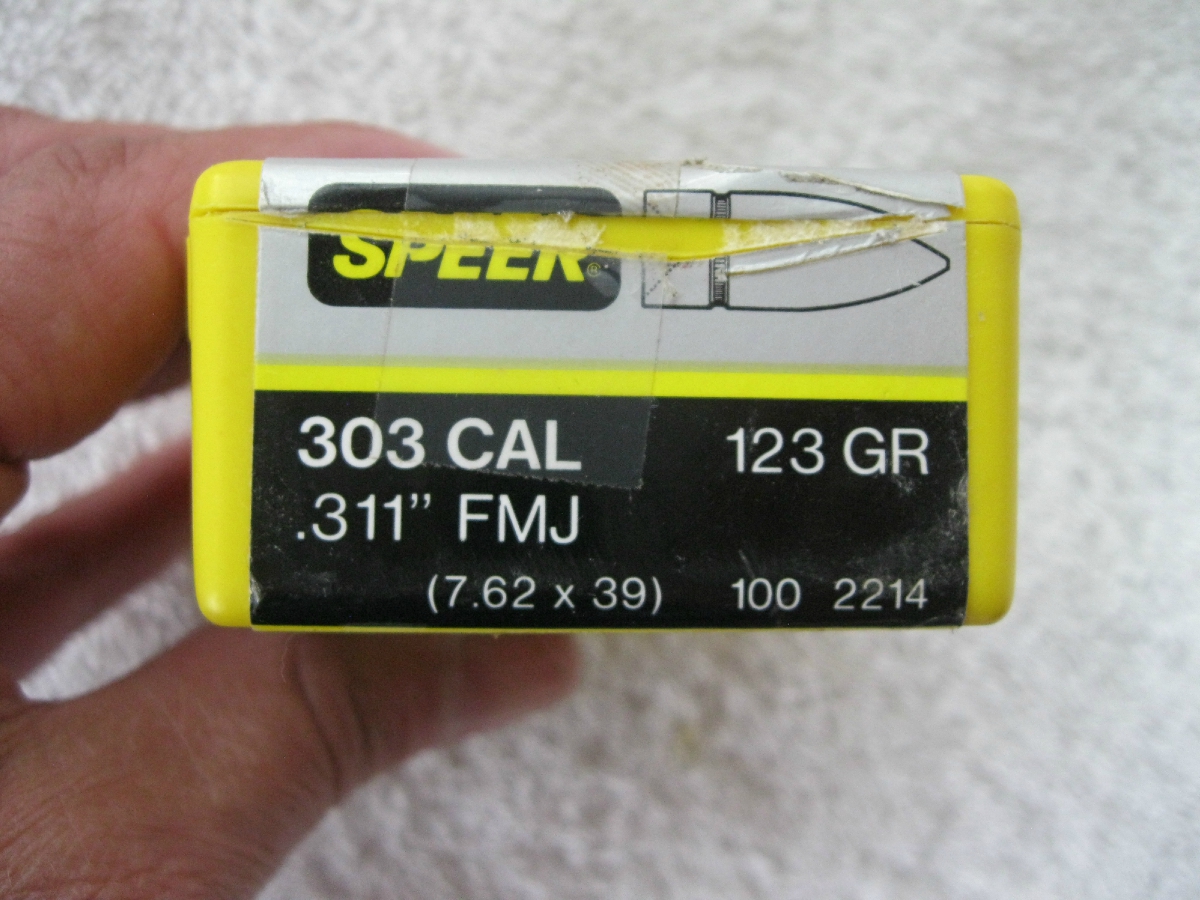 SPEER®
303 CAL 123 GR
.311” FMJ
(7.62 x 39) 100 2214